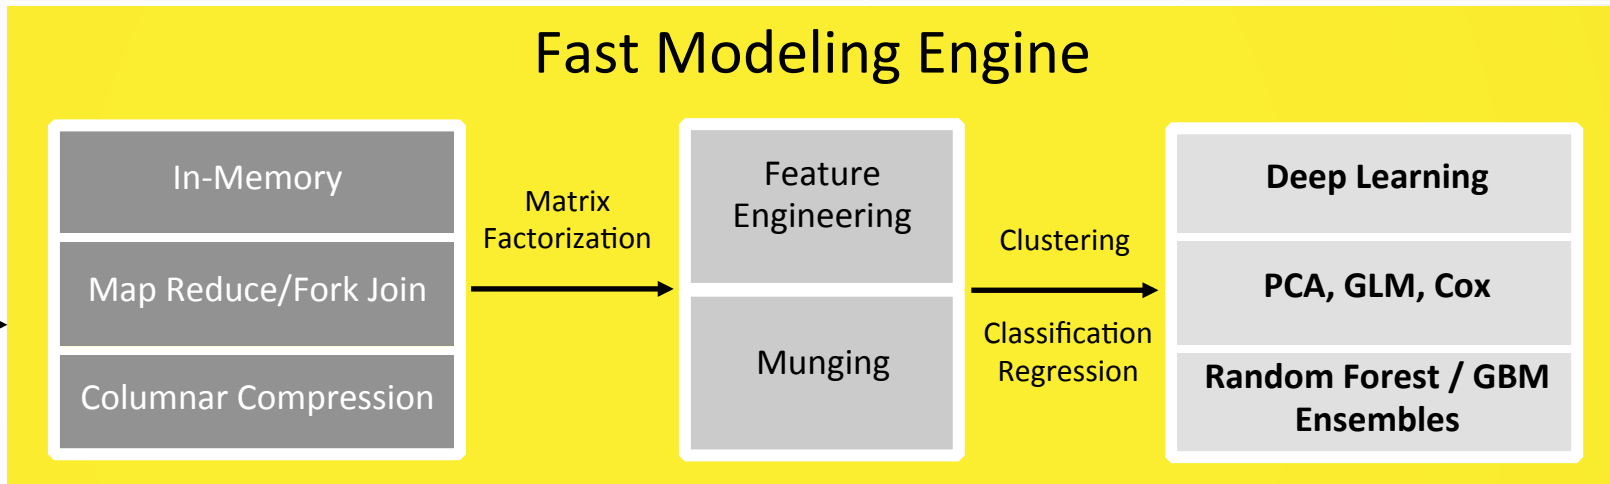 Fast Modeling Engine
In-Memory
Map Reduce/Fork Join
Columnar Compression
Matrix
Factorization
Feature
Engineering
Munging
Clustering
Classification
Regression
Deep Learning
PCA, GLM, Cox
Random Forest / GBM
Ensembles